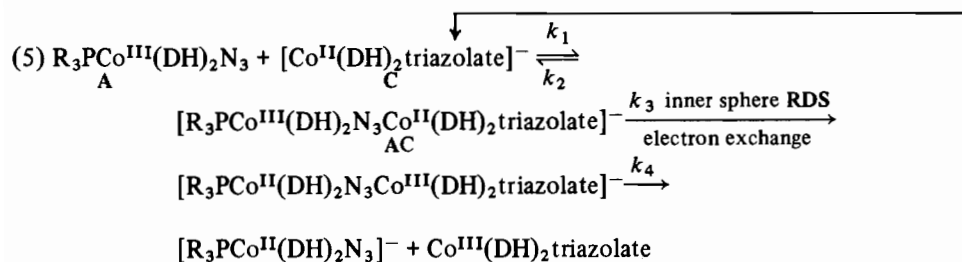 (5) R₃PCoᴵᴵᴵ(DH)₂N₃ + [Coᴵᴵ(DH)₂triazolate]⁻ ⇌ k₁ k₂
A C
[R₃PCoᴵᴵᴵ(DH)₂N₃Coᴵᴵ(DH)₂triazolate]⁻ k₃ inner sphere RDS →
AC electron exchange
[R₃PCoᴵᴵ(DH)₂N₃Coᴵᴵᴵ(DH)₂triazolate]⁻ k₄ →
[R₃PCoᴵᴵ(DH)₂N₃]⁻ + Coᴵᴵᴵ(DH)₂triazolate